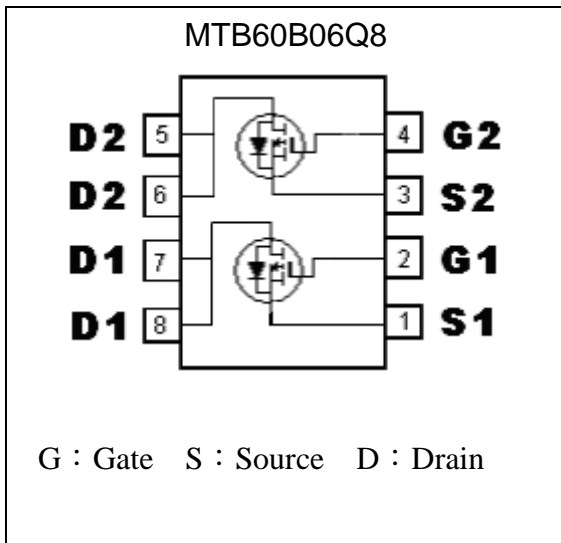 MTB60B06Q8
D2 5 4 G2
D2 6 3 S2
D1 7 2 G1
D1 8 1 S1
G：Gate S：Source D：Drain